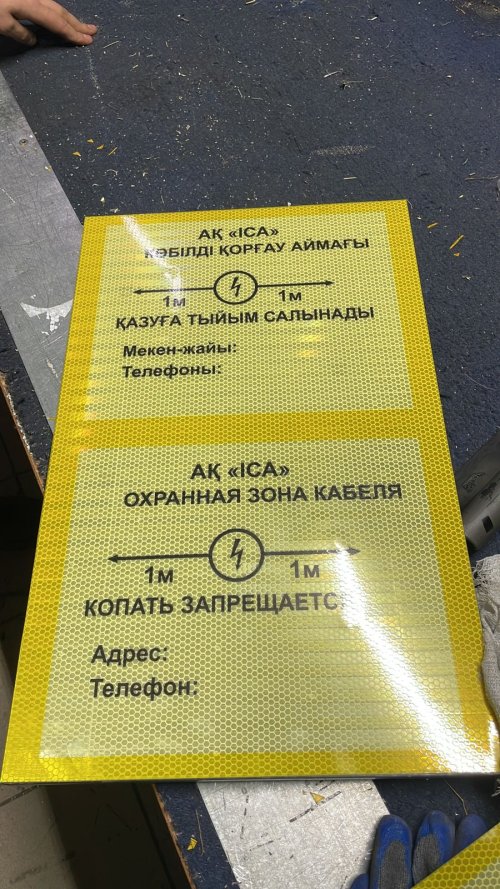 АҚ «ІСА»
КӘБІЛДІ ҚОРҒАУ АЙМАҒЫ
1м 1м
ҚАЗУҒА ТЫЙЫМ САЛЫНАДЫ
Мекен-жайы:
Телефоны:
АҚ «ІСА»
ОХРАННАЯ ЗОНА КАБЕЛЯ
1м 1м
КОПАТЬ ЗАПРЕЩАЕТСЯ
Адрес:
Телефон: